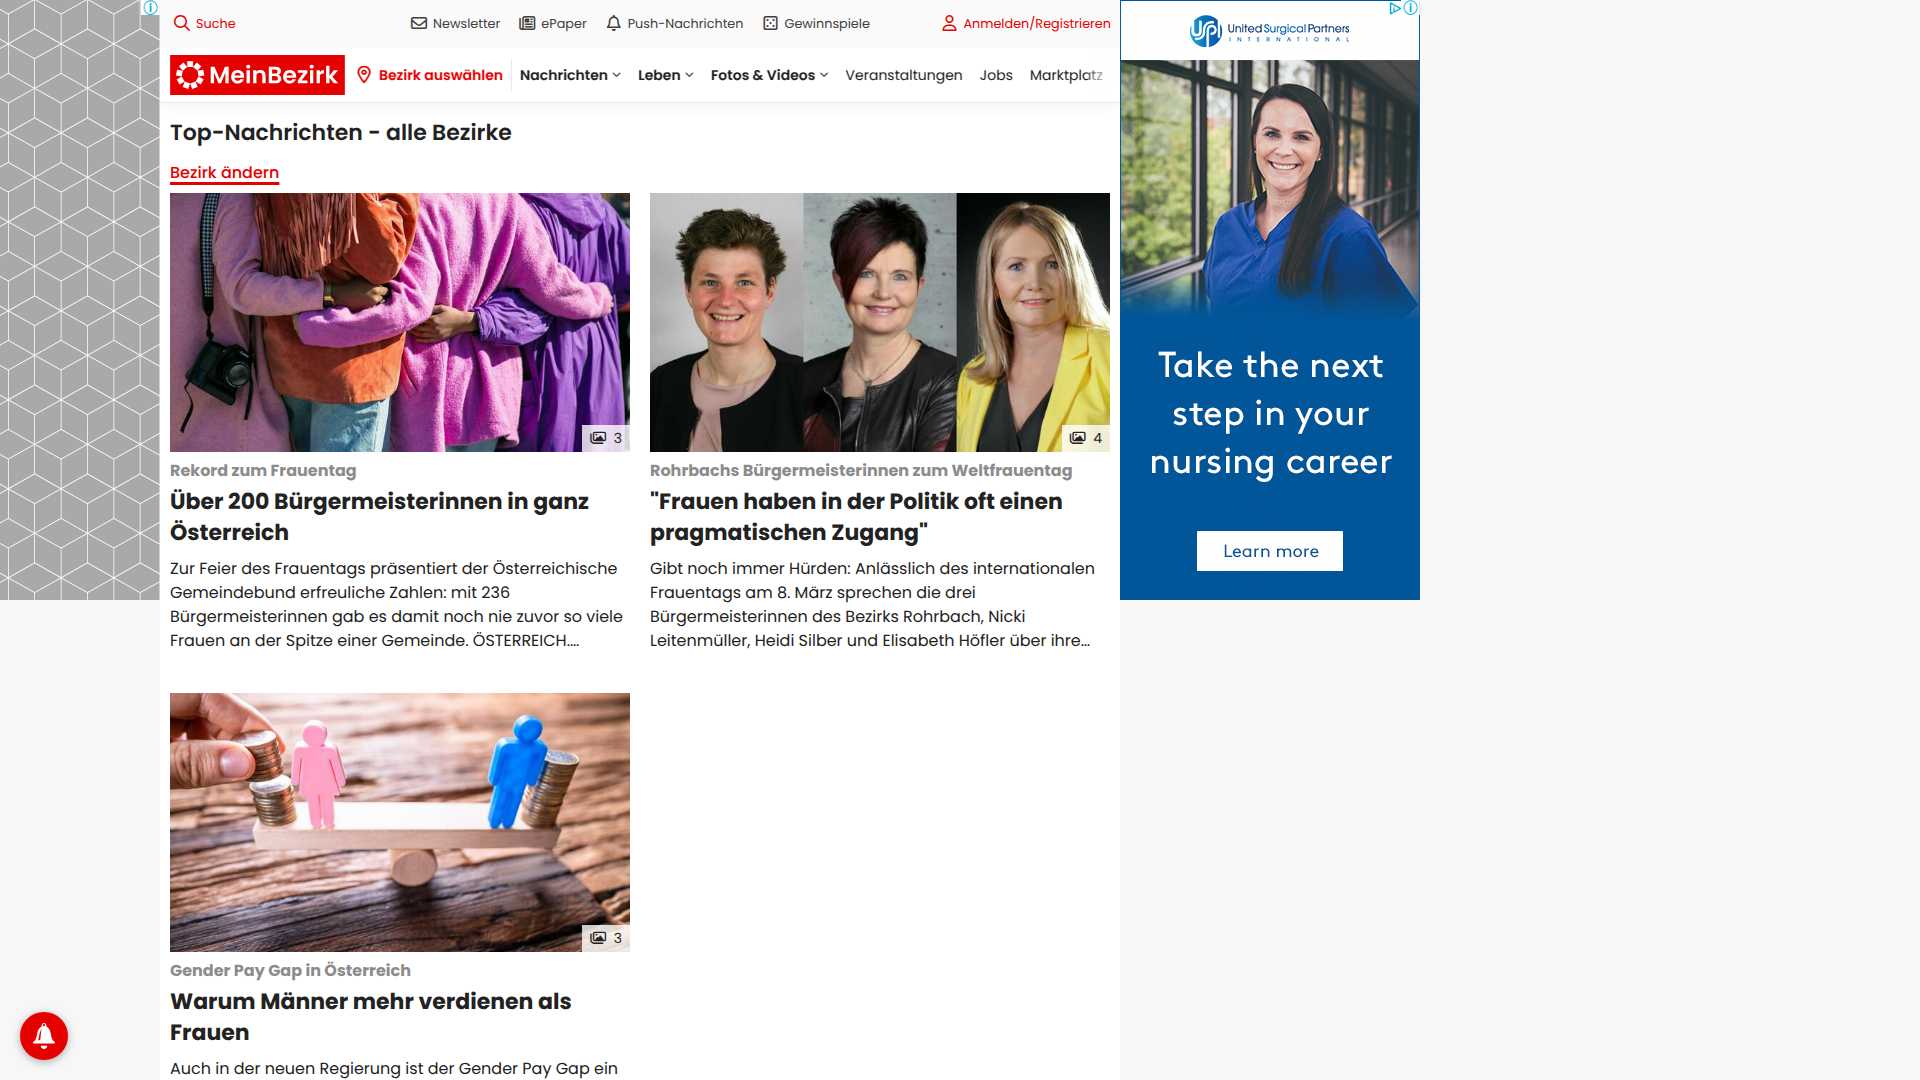 Suche
Newsletter
ePaper
Push-Nachrichten
Gewinnspiele
Anmelden/Registrieren
MeinBezirk
Bezirk auswählen
Nachrichten
Leben
Fotos & Videos
Veranstaltungen
Jobs
Marktplatz
Top-Nachrichten - alle Bezirke
Bezirk ändern
3
Rekord zum Frauentag
Über 200 Bürgermeisterinnen in ganz
Österreich
Zur Feier des Frauentags präsentiert der Österreichische
Gemeindebund erfreuliche Zahlen: mit 236
Bürgermeisterinnen gab es damit noch nie zuvor so viele
Frauen an der Spitze einer Gemeinde. ÖSTERREICH....
4
Rohrbachs Bürgermeisterinnen zum Weltfrauentag
"Frauen haben in der Politik oft einen
pragmatischen Zugang"
Gibt noch immer Hürden: Anlässlich des internationalen
Frauentags am 8. März sprechen die drei
Bürgermeisterinnen des Bezirks Rohrbach, Nicki
Leitenmüller, Heidi Silber und Elisabeth Höfler über ihre...
3
Gender Pay Gap in Österreich
Warum Männer mehr verdienen als
Frauen
Auch in der neuen Regierung ist der Gender Pay Gap ein
USPI
United Surgical Partners
INTERNATIONAL
Take the next
step in your
nursing career
Learn more